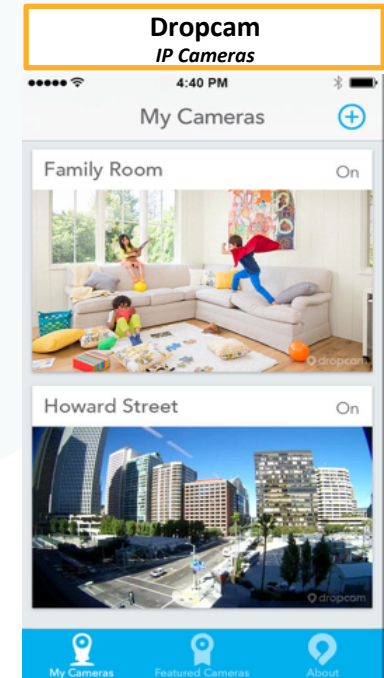 Dropcam
IP Cameras
4:40 PM
My Cameras
Family Room On
dropcam
Howard Street On
dropcam
My Cameras Featured Cameras About